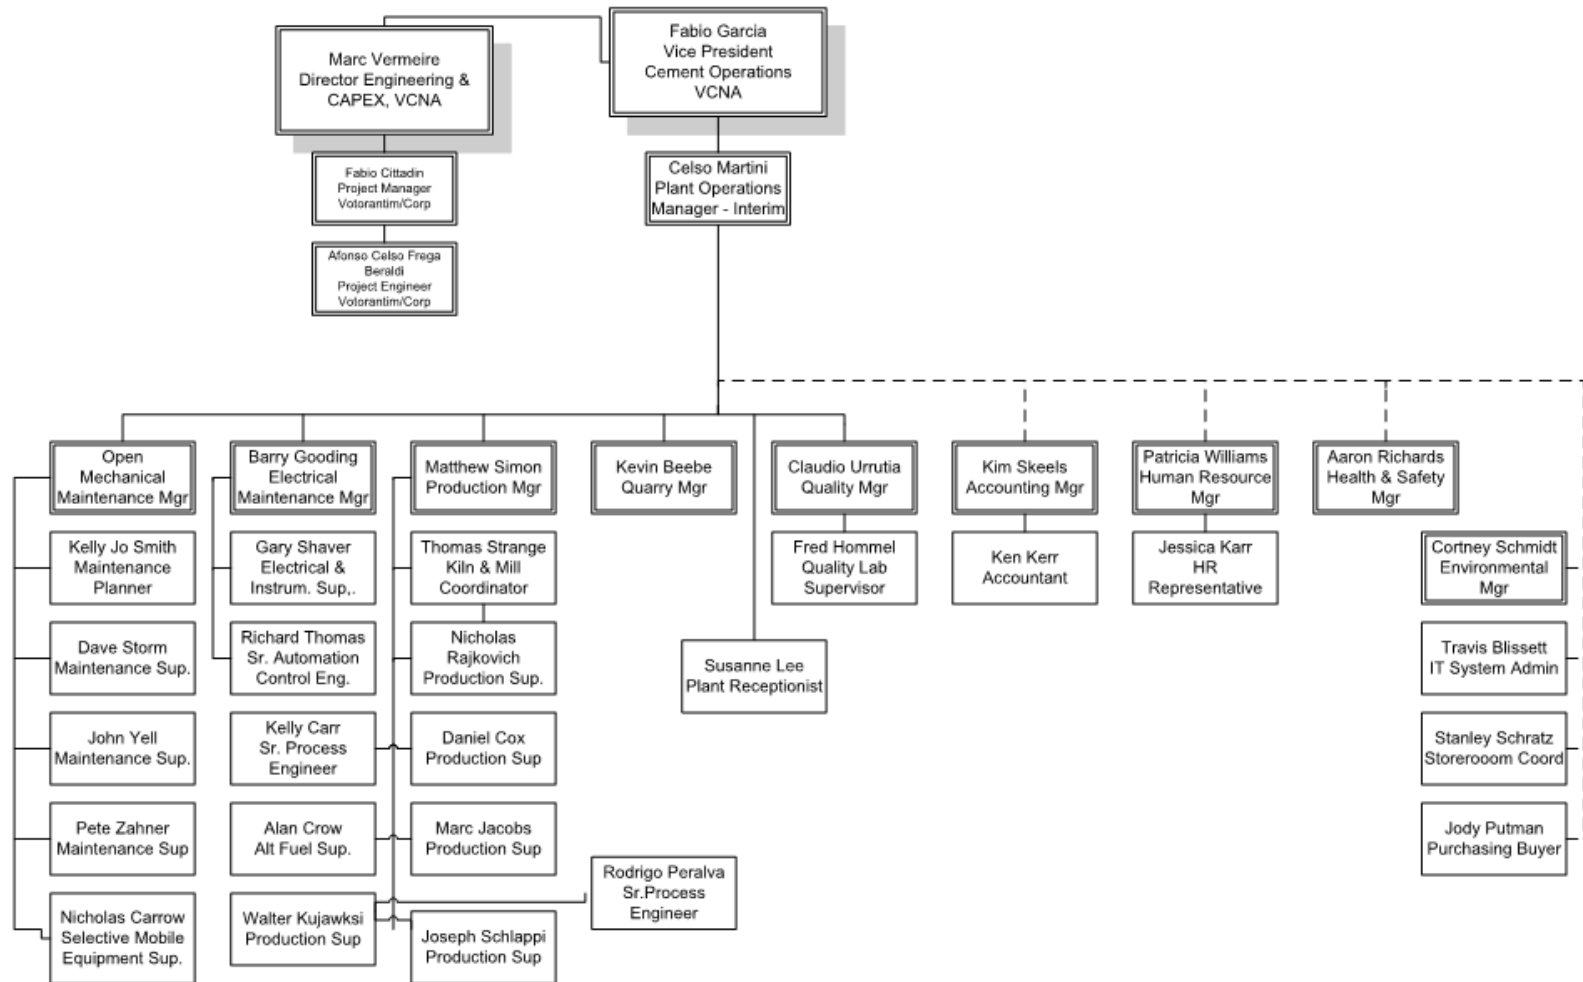 Fabio Garcia
Vice President
Cement Operations
VCNA
Marc Vermeire
Director Engineering &
CAPEX, VCNA
Fabio Cittadin
Project Manager
Votorantim/Corp
Celso Martini
Plant Operations
Manager - Interim
Afonso Celso Frega
Beraldi
Project Engineer
Votorantim/Corp
Open
Mechanical
Maintenance Mgr
Barry Gooding
Electrical
Maintenance Mgr
Matthew Simon
Production Mgr
Kevin Beebe
Quarry Mgr
Claudio Urrutia
Quality Mgr
Kim Skeels
Accounting Mgr
Patricia Williams
Human Resource
Mgr
Aaron Richards
Health & Safety
Mgr
Kelly Jo Smith
Maintenance
Planner
Gary Shaver
Electrical &
Instrum. Sup,.
Thomas Strange
Kiln & Mill
Coordinator
Fred Hommel
Quality Lab
Supervisor
Ken Kerr
Accountant
Jessica Karr
HR
Representative
Cortney Schmidt
Environmental
Mgr
Dave Storm
Maintenance Sup.
Richard Thomas
Sr. Automation
Control Eng.
Nicholas
Rajkovich
Production Sup.
Susanne Lee
Plant Receptionist
Travis Blissett
IT System Admin
John Yell
Maintenance Sup.
Kelly Carr
Sr. Process
Engineer
Daniel Cox
Production Sup
Stanley Schratz
Storerooom Coord
Pete Zahner
Maintenance Sup
Alan Crow
Alt Fuel Sup.
Marc Jacobs
Production Sup
Rodrigo Peralva
Sr.Process
Engineer
Jody Putman
Purchasing Buyer
Nicholas Carrow
Selective Mobile
Equipment Sup.
Walter Kujawksi
Production Sup
Joseph Schlappi
Production Sup